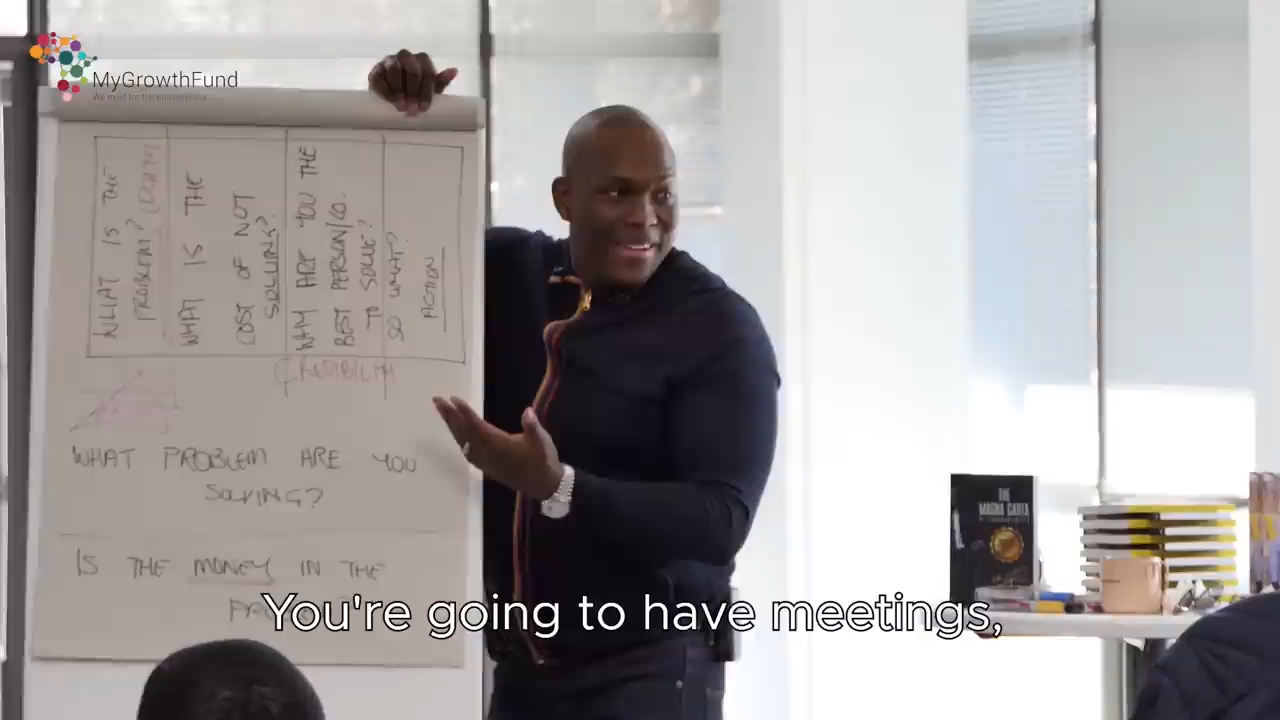 MyGrowthFund
WHAT IS THE
PROBLEM?
WHAT IS THE
COST OF NOT
SOLVING?
WHY ARE YOU THE
BEST PERSON/CO.
TO SOLVE?
SO WHAT?
ACTION
CREDIBILITY
WHAT PROBLEM ARE YOU
SOLVING?
IS THE MONEY IN THE
THE
MAGNA CARTA
You're going to have meetings,